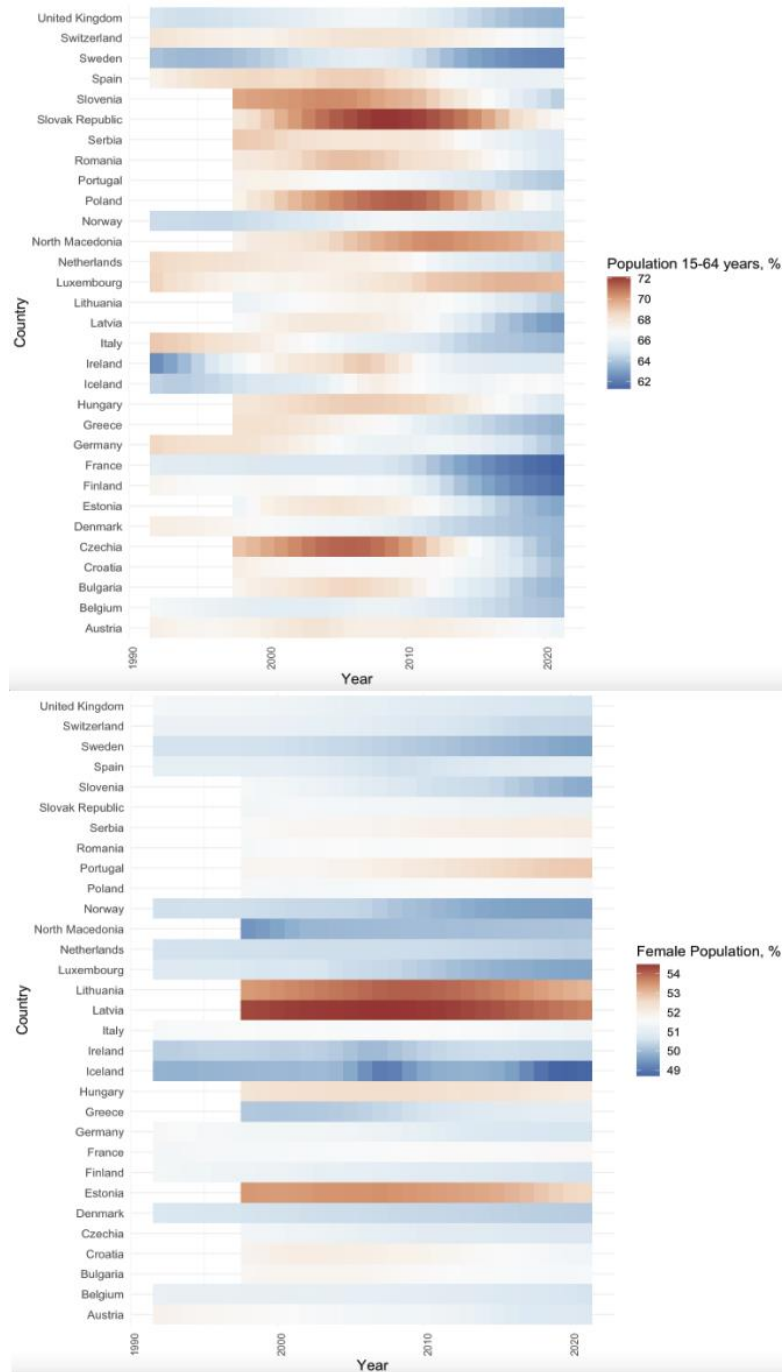 United Kingdom
Switzerland
Sweden
Spain
Slovenia
Slovak Republic
Serbia
Romania
Portugal
Poland
Norway
North Macedonia
Netherlands
Luxembourg
Lithuania
Latvia
Italy
Ireland
Iceland
Hungary
Greece
Germany
France
Finland
Estonia
Denmark
Czechia
Croatia
Bulgaria
Belgium
Austria
Country
1990
2000
2010
2020
Year
Population 15-64 years, %
72
70
68
66
64
62
United Kingdom
Switzerland
Sweden
Spain
Slovenia
Slovak Republic
Serbia
Romania
Portugal
Poland
Norway
North Macedonia
Netherlands
Luxembourg
Lithuania
Latvia
Italy
Ireland
Iceland
Hungary
Greece
Germany
France
Finland
Estonia
Denmark
Czechia
Croatia
Bulgaria
Belgium
Austria
Country
1990
2000
2010
2020
Year
Female Population, %
54
53
52
51
50
49